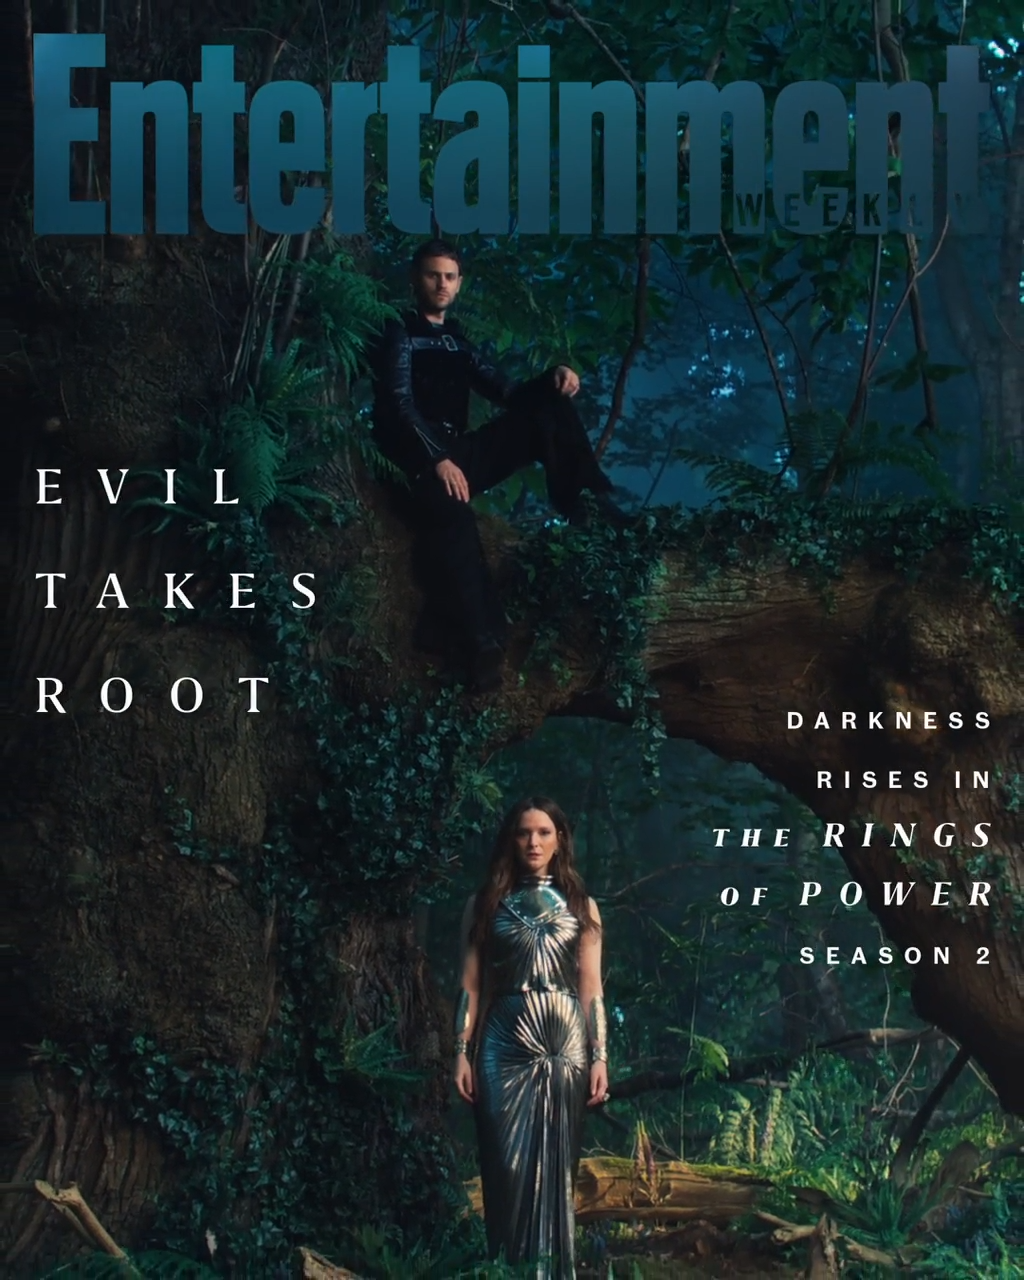 Entertainment
WEEKLY
EVIL
TAKES
ROOT
DARKNESS
RISES IN
THE RINGS
OF POWER
SEASON 2